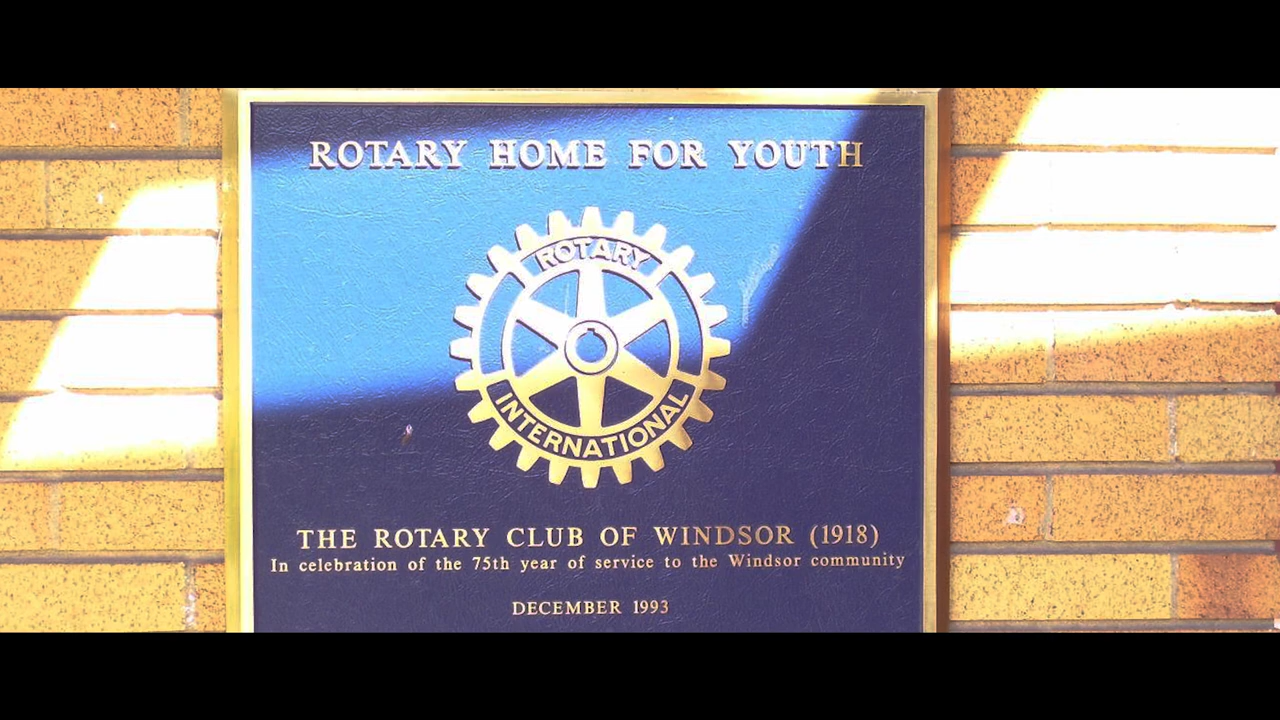 ROTARY HOME FOR YOUTH
ROTARY
INTERNATIONAL
THE ROTARY CLUB OF WINDSOR (1918)
In celebration of the 75th year of service to the Windsor community
DECEMBER 1993